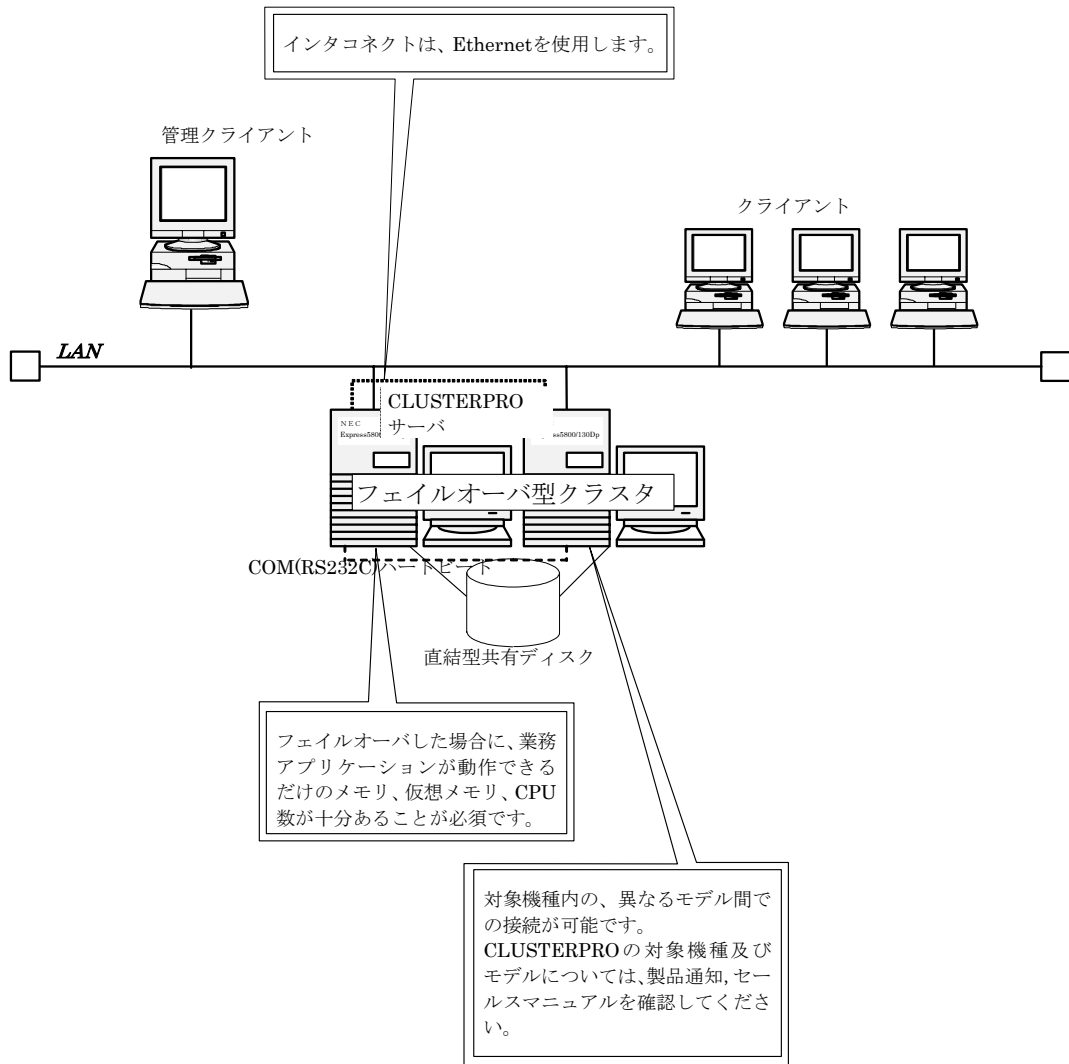 インタコネクトは、Ethernetを使用します。
管理クライアント
クライアント
LAN
CLUSTERPRO
サーバ
NEC
Express580
ess5800/130Dp
フェイルオーバ型クラスタ
COM(RS232C)ハートビート
直結型共有ディスク
フェイルオーバした場合に、業務
アプリケーションが動作できる
だけのメモリ、仮想メモリ、CPU
数が十分あることが必須です。
対象機種内の、異なるモデル間で
の接続が可能です。
CLUSTERPROの対象機種及び
モデルについては、製品通知,セー
ルスマニュアルを確認してくださ
い。